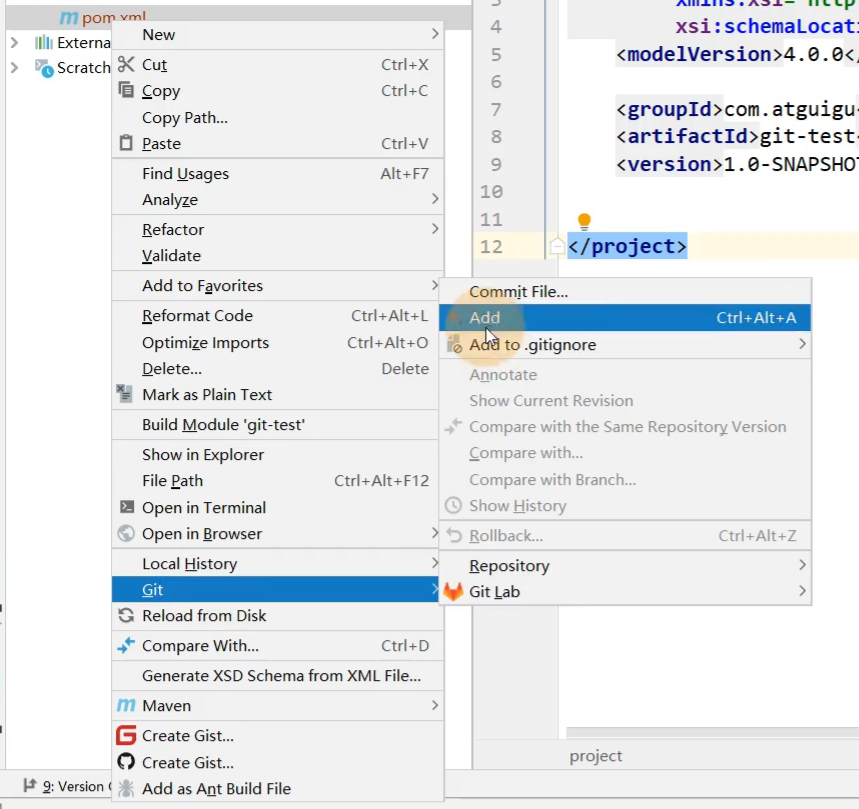 pom.xml
Externa
Scratch
New
Cut Ctrl+X
Copy Ctrl+C
Copy Path...
Paste Ctrl+V
Find Usages Alt+F7
Analyze
Refactor
Validate
Add to Favorites
Reformat Code Ctrl+Alt+L
Optimize Imports Ctrl+Alt+O
Delete... Delete
Mark as Plain Text
Build Module 'git-test'
Show in Explorer
File Path Ctrl+Alt+F12
Open in Terminal
Open in Browser
Local History
Git
Reload from Disk
Compare With... Ctrl+D
Generate XSD Schema from XML File...
Maven
Create Gist...
Create Gist...
Add as Ant Build File
9: Version
Commit File...
Add Ctrl+Alt+A
Add to .gitignore
Annotate
Show Current Revision
Compare with the Same Repository Version
Compare with...
Compare with Branch...
Show History
Rollback... Ctrl+Alt+Z
Repository
Git Lab
3 xmlns:xsi="http
4 xsi:schemaLocati
5 <modelVersion>4.0.0</
6
7 <groupId>com.atguigu
8 <artifactId>git-test
9 <version>1.0-SNAPSHOT
10
11
12 </project>
project